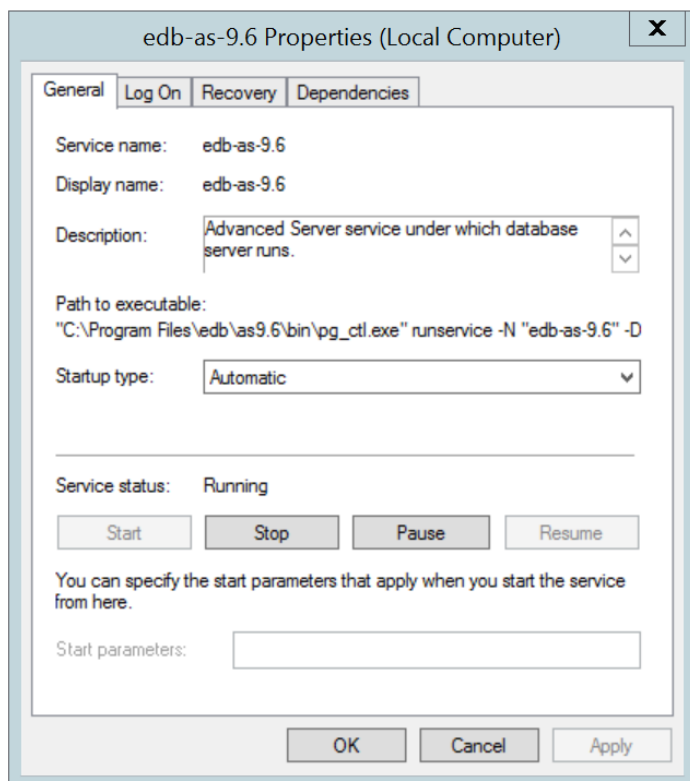 edb-as-9.6 Properties (Local Computer)
X
General Log On Recovery Dependencies
Service name: edb-as-9.6
Display name: edb-as-9.6
Description: Advanced Server service under which database
server runs.
Path to executable:
"C:\Program Files\edb\as9.6\bin\pg_ctl.exe" runservice -N "edb-as-9.6" -D
Startup type: Automatic
Service status: Running
Start Stop Pause Resume
You can specify the start parameters that apply when you start the service
from here.
Start parameters:
OK Cancel Apply